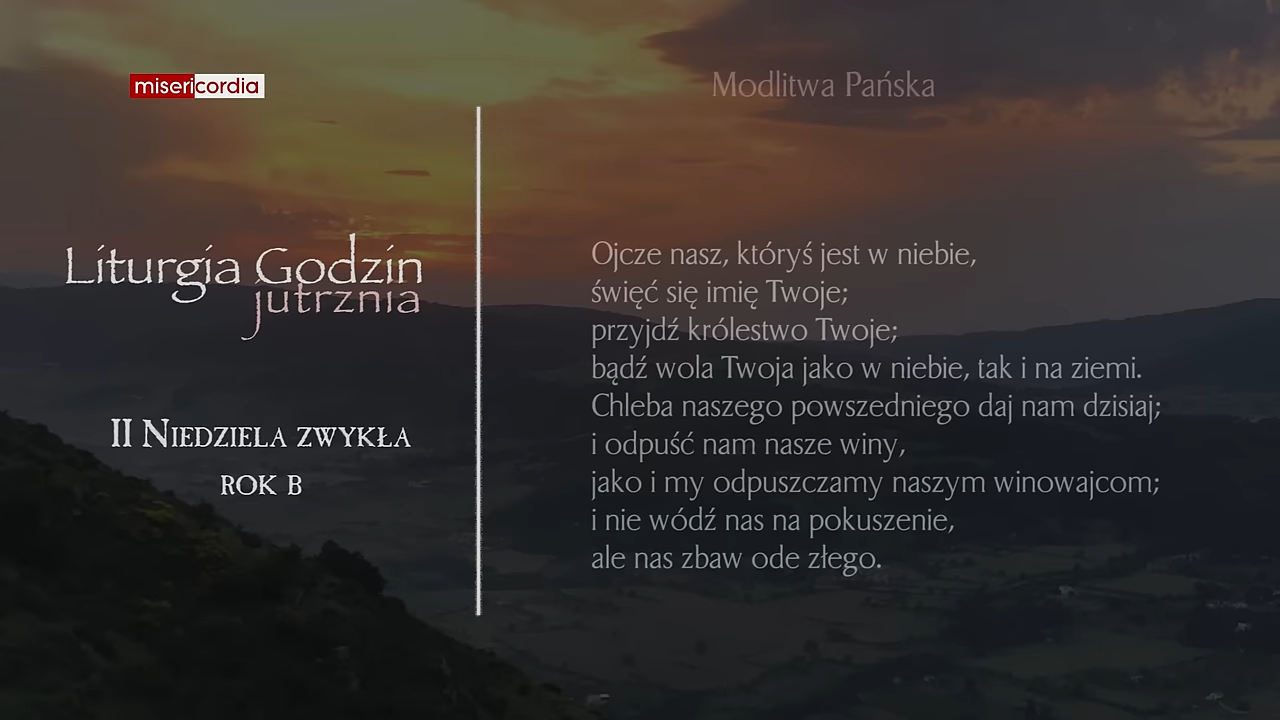 misericordia
Liturgia Godzin
jutrznia
II Niedziela zwykła
rok B
Modlitwa Pańska
Ojcze nasz, któryś jest w niebie,
święć się imię Twoje;
przyjdź królestwo Twoje;
bądź wola Twoja jako w niebie, tak i na ziemi.
Chleba naszego powszedniego daj nam dzisiaj;
i odpuść nam nasze winy,
jako i my odpuszczamy naszym winowajcom;
i nie wódź nas na pokuszenie,
ale nas zbaw ode złego.